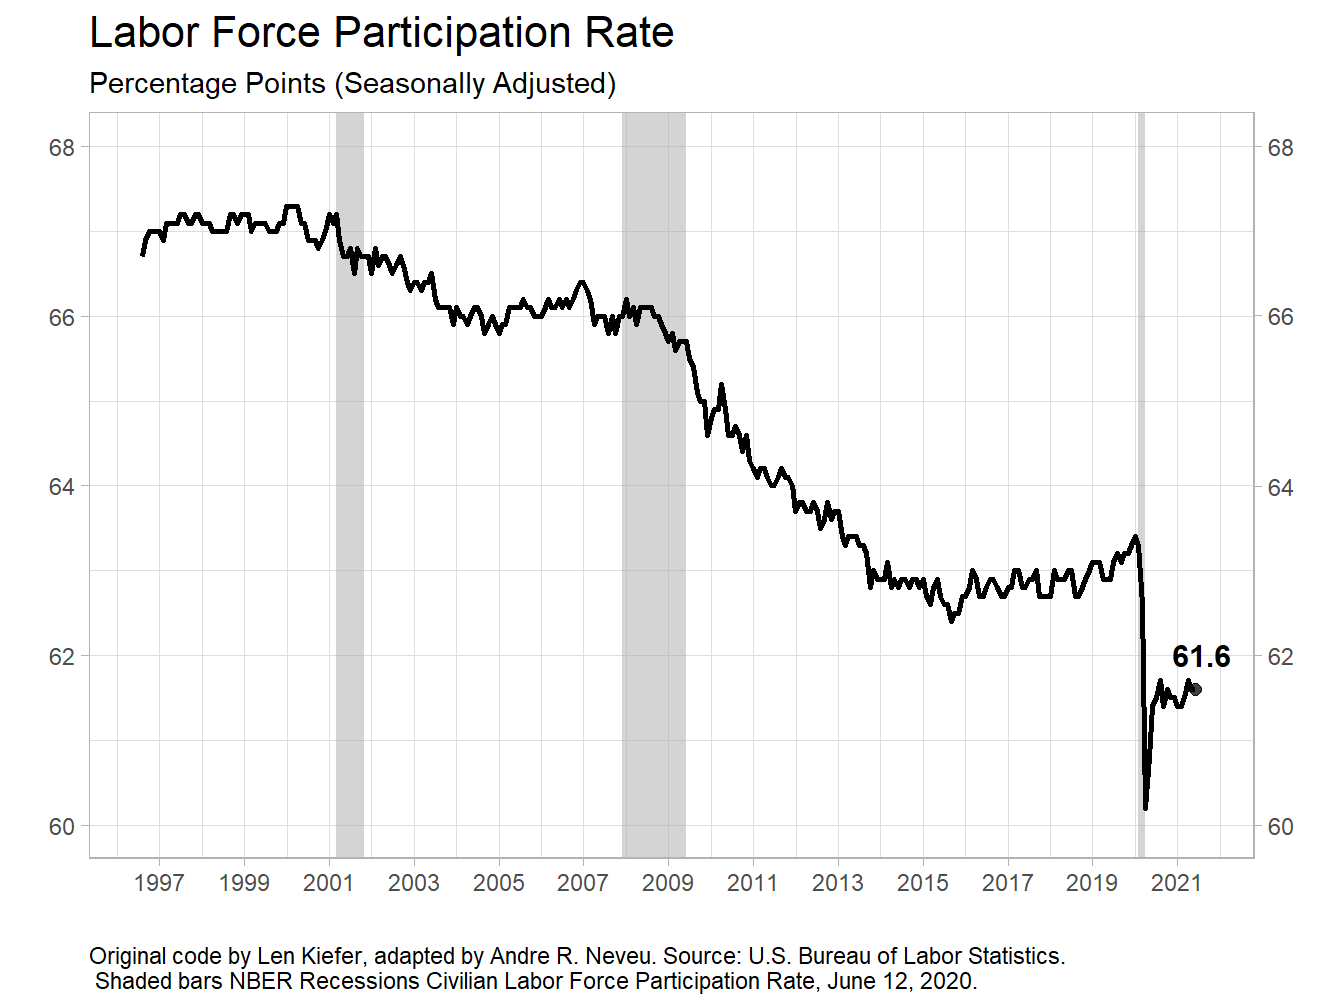 Labor Force Participation Rate
Percentage Points (Seasonally Adjusted)
68 68
66 66
64 64
62 62
61.6
60 60
1997 1999 2001 2003 2005 2007 2009 2011 2013 2015 2017 2019 2021
Original code by Len Kiefer, adapted by Andre R. Neveu. Source: U.S. Bureau of Labor Statistics.
Shaded bars NBER Recessions Civilian Labor Force Participation Rate, June 12, 2020.